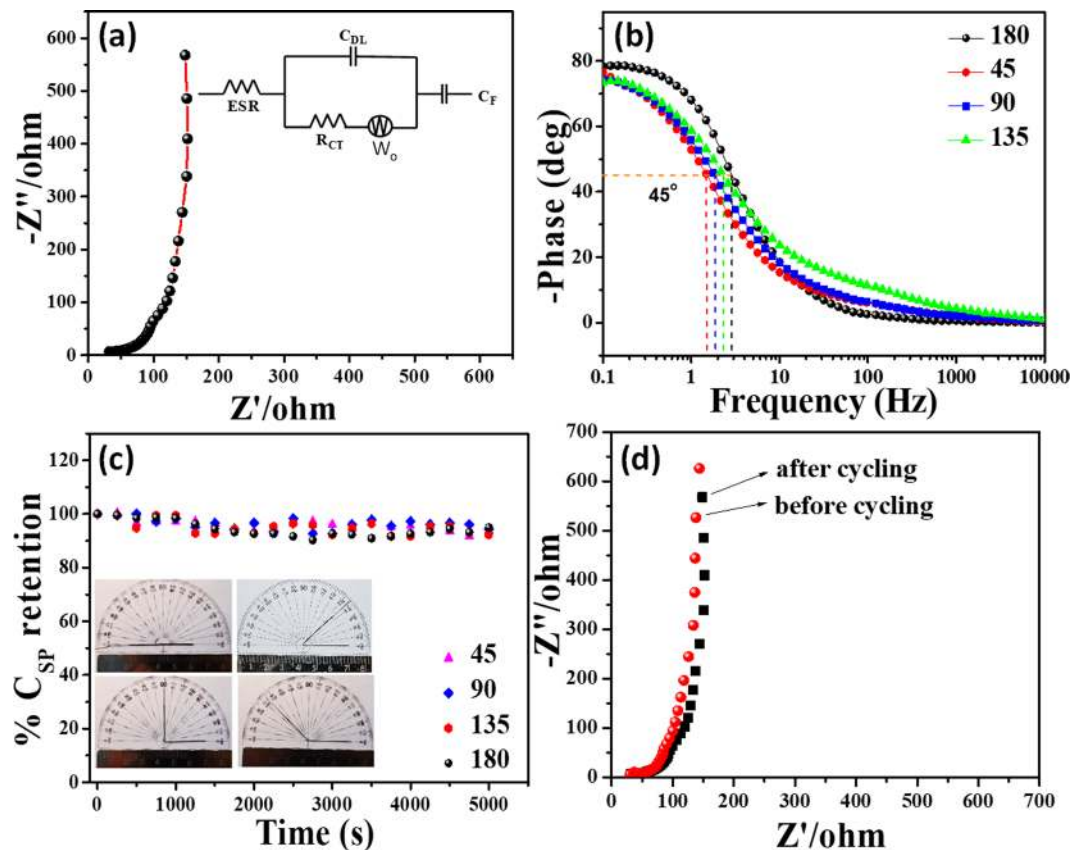 (a)
600
500
400
300
200
100
0
-Z"/ohm
0 100 200 300 400 500 600
Z'/ohm
C_DL
ESR
R_CT
W
W_o
C_F
(b)
180
45
90
135
80
60
40
20
0
-Phase (deg)
45°
0.1 1 10 100 1000 10000
Frequency (Hz)
(c)
120
100
80
60
40
20
0
% C_SP retention
45
90
135
180
0 1000 2000 3000 4000 5000
Time (s)
(d)
700
600
500
400
300
200
100
0
-Z"/ohm
after cycling
before cycling
0 100 200 300 400 500 600 700
Z'/ohm